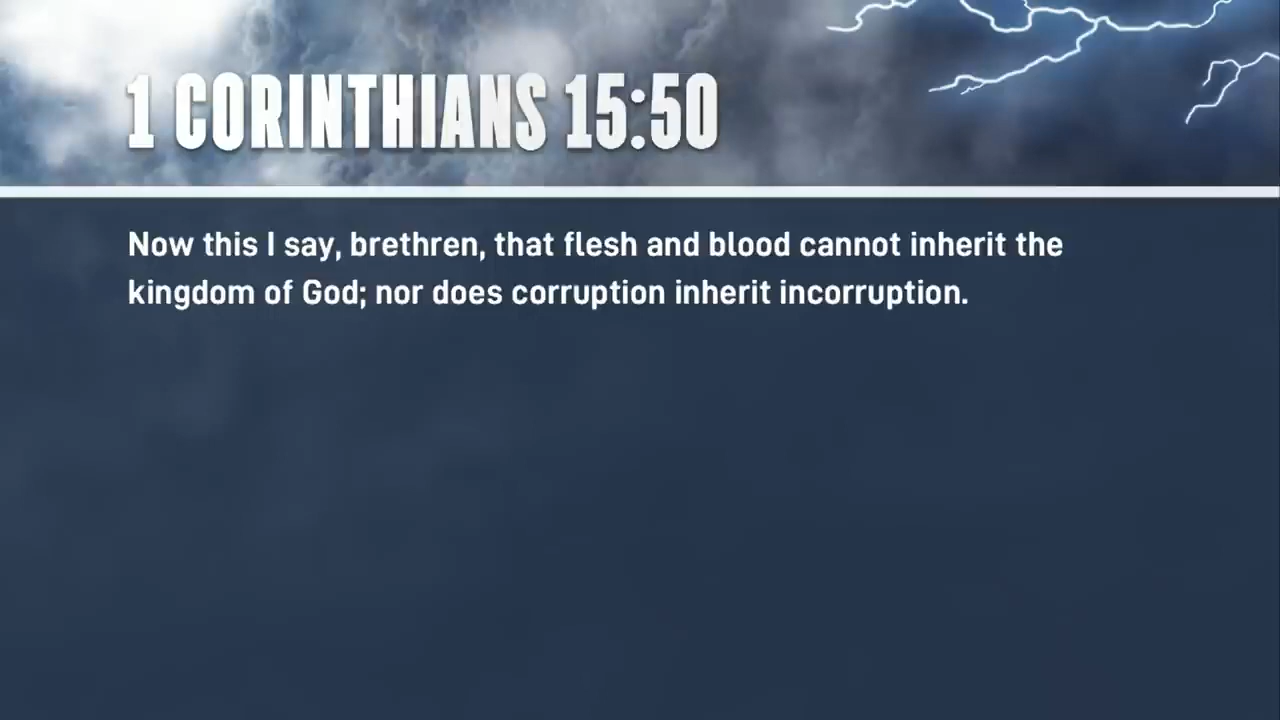 1 CORINTHIANS 15:50
Now this I say, brethren, that flesh and blood cannot inherit the
kingdom of God; nor does corruption inherit incorruption.